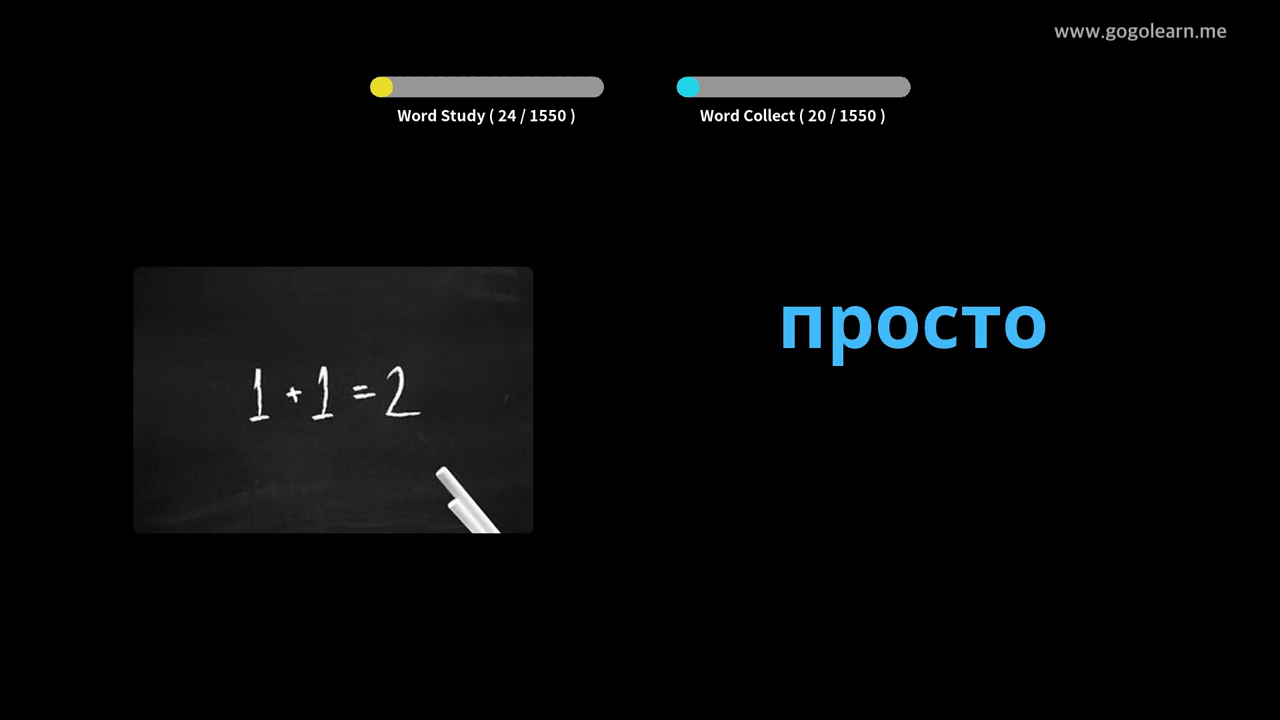 www.gogolearn.me
Word Study ( 24 / 1550 )
Word Collect ( 20 / 1550 )
просто
1 + 1 = 2